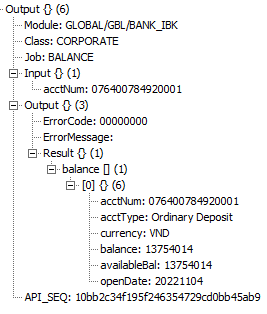 Output {} (6)
Module: GLOBAL/GBL/BANK_IBK
Class: CORPORATE
Job: BALANCE
Input {} (1)
acctNum: 076400784920001
Output {} (3)
ErrorCode: 00000000
ErrorMessage:
Result {} (1)
balance [] (1)
[0] {} (6)
acctNum: 076400784920001
acctType: Ordinary Deposit
currency: VND
balance: 13754014
availableBal: 13754014
openDate: 20221104
API_SEQ: 10bb2c34f195f246354729cd0bb45ab9